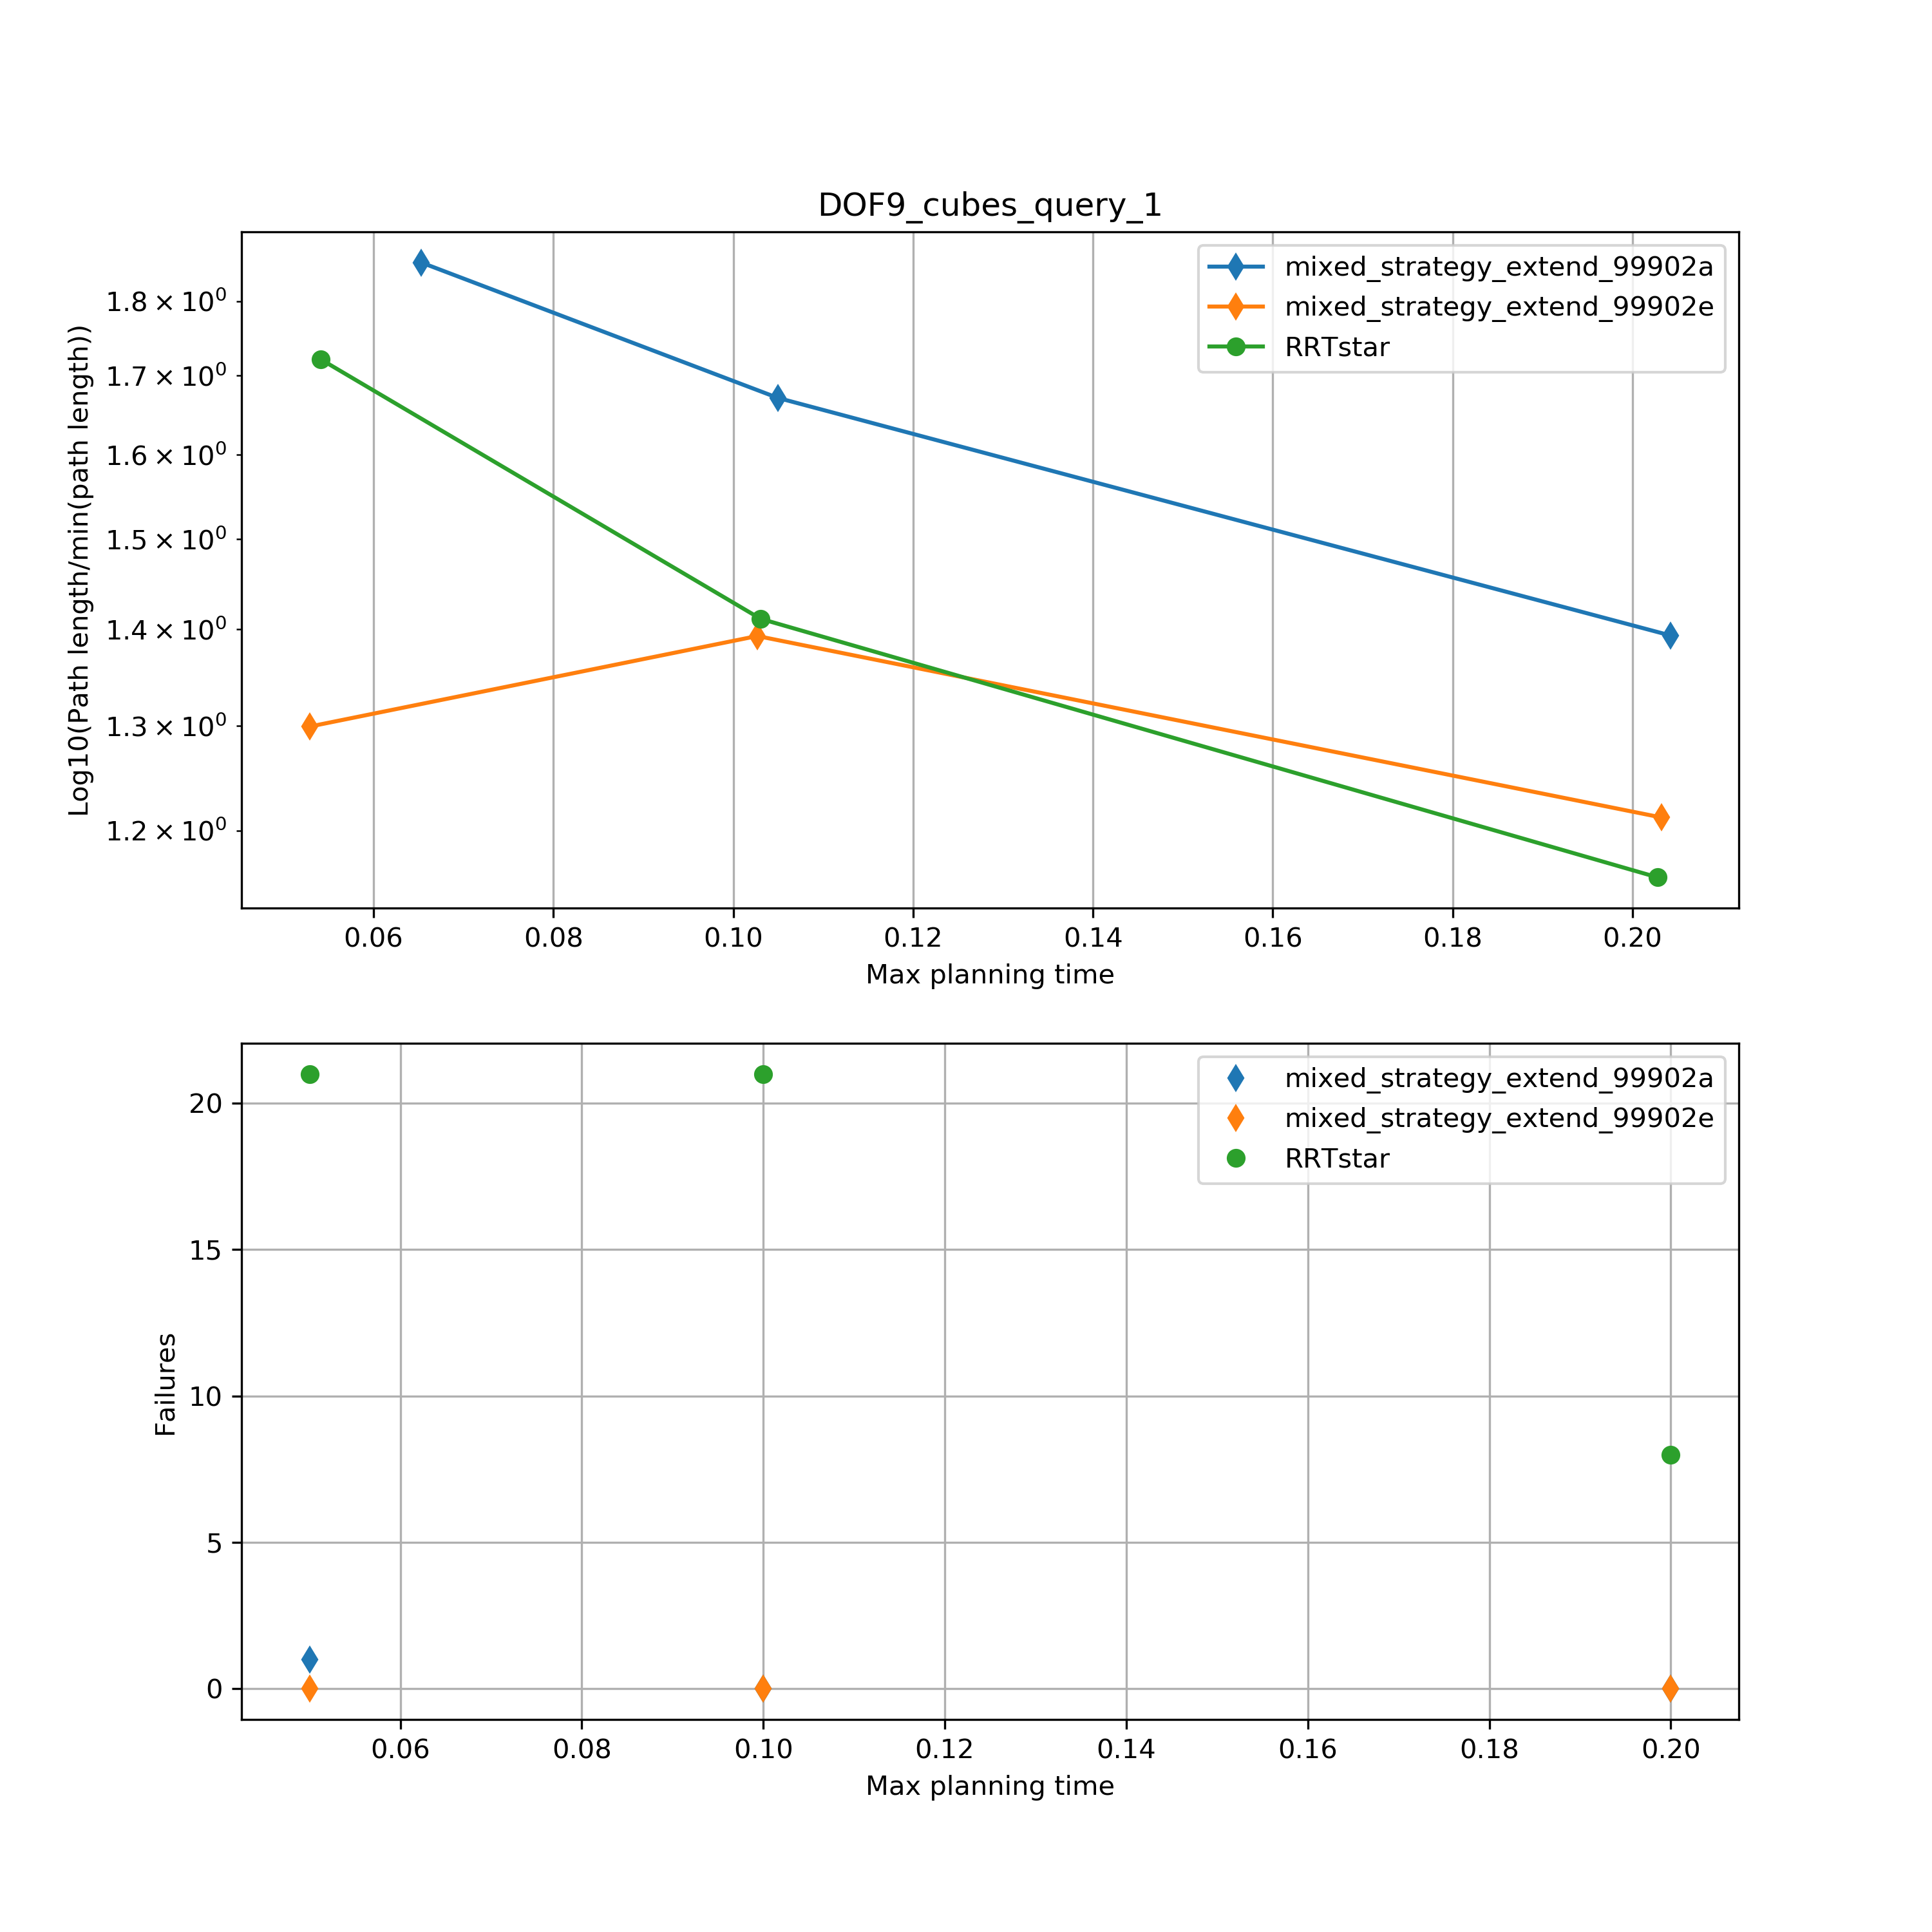 DOF9_cubes_query_1
Log10(Path length/min(path length))
1.8 × 10⁰
1.7 × 10⁰
1.6 × 10⁰
1.5 × 10⁰
1.4 × 10⁰
1.3 × 10⁰
1.2 × 10⁰
mixed_strategy_extend_99902a
mixed_strategy_extend_99902e
RRTstar
0.06 0.08 0.10 0.12 0.14 0.16 0.18 0.20
Max planning time
Failures
20
15
10
5
0
mixed_strategy_extend_99902a
mixed_strategy_extend_99902e
RRTstar
0.06 0.08 0.10 0.12 0.14 0.16 0.18 0.20
Max planning time